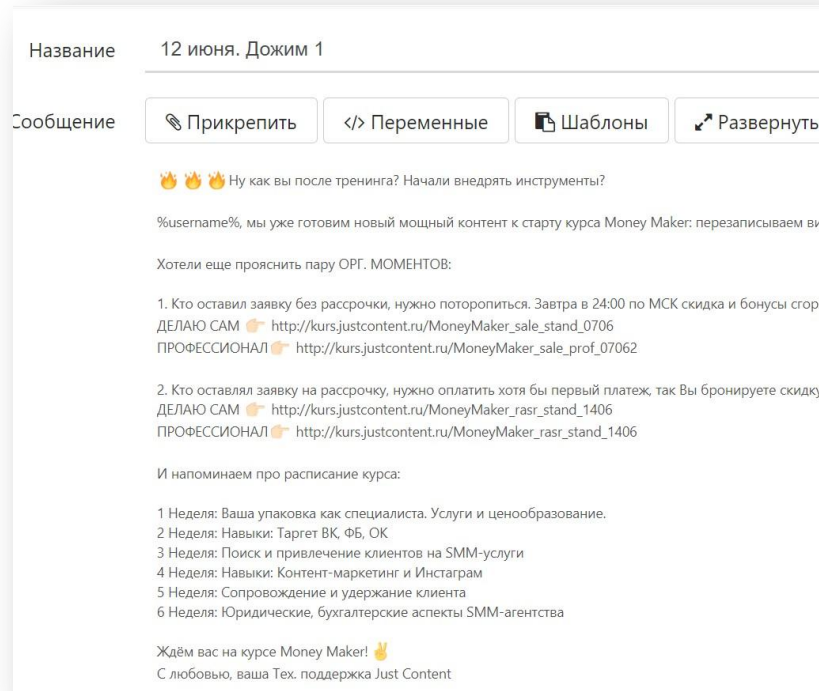 Название 12 июня. Дожим 1
Сообщение Прикрепить </> Переменные Шаблоны Развернуть
🔥 🔥 🔥 Ну как вы после тренинга? Начали внедрять инструменты?
%username%, мы уже готовим новый мощный контент к старту курса Money Maker: перезаписываем ви
Хотели еще прояснить пару ОРГ. МОМЕНТОВ:
1. Кто оставил заявку без рассрочки, нужно поторопиться. Завтра в 24:00 по МСК скидка и бонусы сгор
ДЕЛАЮ САМ 👉🏻 http://kurs.justcontent.ru/MoneyMaker_sale_stand_0706
ПРОФЕССИОНАЛ👉🏻 http://kurs.justcontent.ru/MoneyMaker_sale_prof_07062
2. Кто оставлял заявку на рассрочку, нужно оплатить хотя бы первый платеж, так Вы бронируете скидку
ДЕЛАЮ САМ 👉🏻 http://kurs.justcontent.ru/MoneyMaker_rasr_stand_1406
ПРОФЕССИОНАЛ👉🏻 http://kurs.justcontent.ru/MoneyMaker_rasr_stand_1406
И напоминаем про расписание курса:
1 Неделя: Ваша упаковка как специалиста. Услуги и ценообразование.
2 Неделя: Навыки: Таргет ВК, ФБ, ОК
3 Неделя: Поиск и привлечение клиентов на SMM-услуги
4 Неделя: Навыки: Контент-маркетинг и Инстаграм
5 Неделя: Сопровождение и удержание клиента
6 Неделя: Юридические, бухгалтерские аспекты SMM-агентства
Ждём вас на курсе Money Maker! ✌
С любовью, ваша Тех. поддержка Just Content